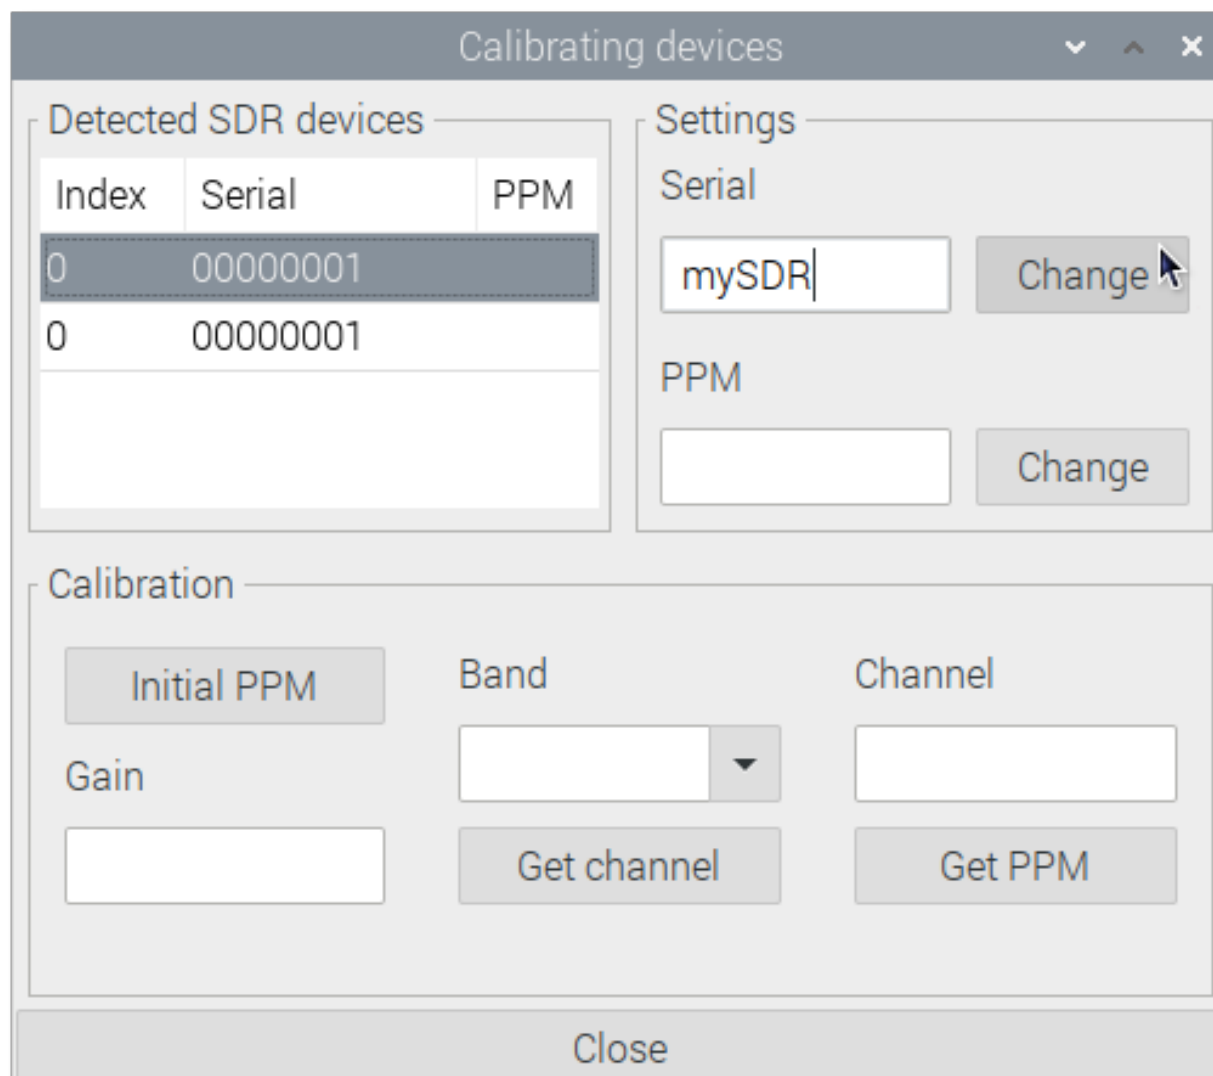 Calibrating devices
Detected SDR devices
Index Serial PPM
0 00000001
0 00000001
Settings
Serial
mySDR Change
PPM
Change
Calibration
Initial PPM
Gain
Band
Get channel
Channel
Get PPM
Close